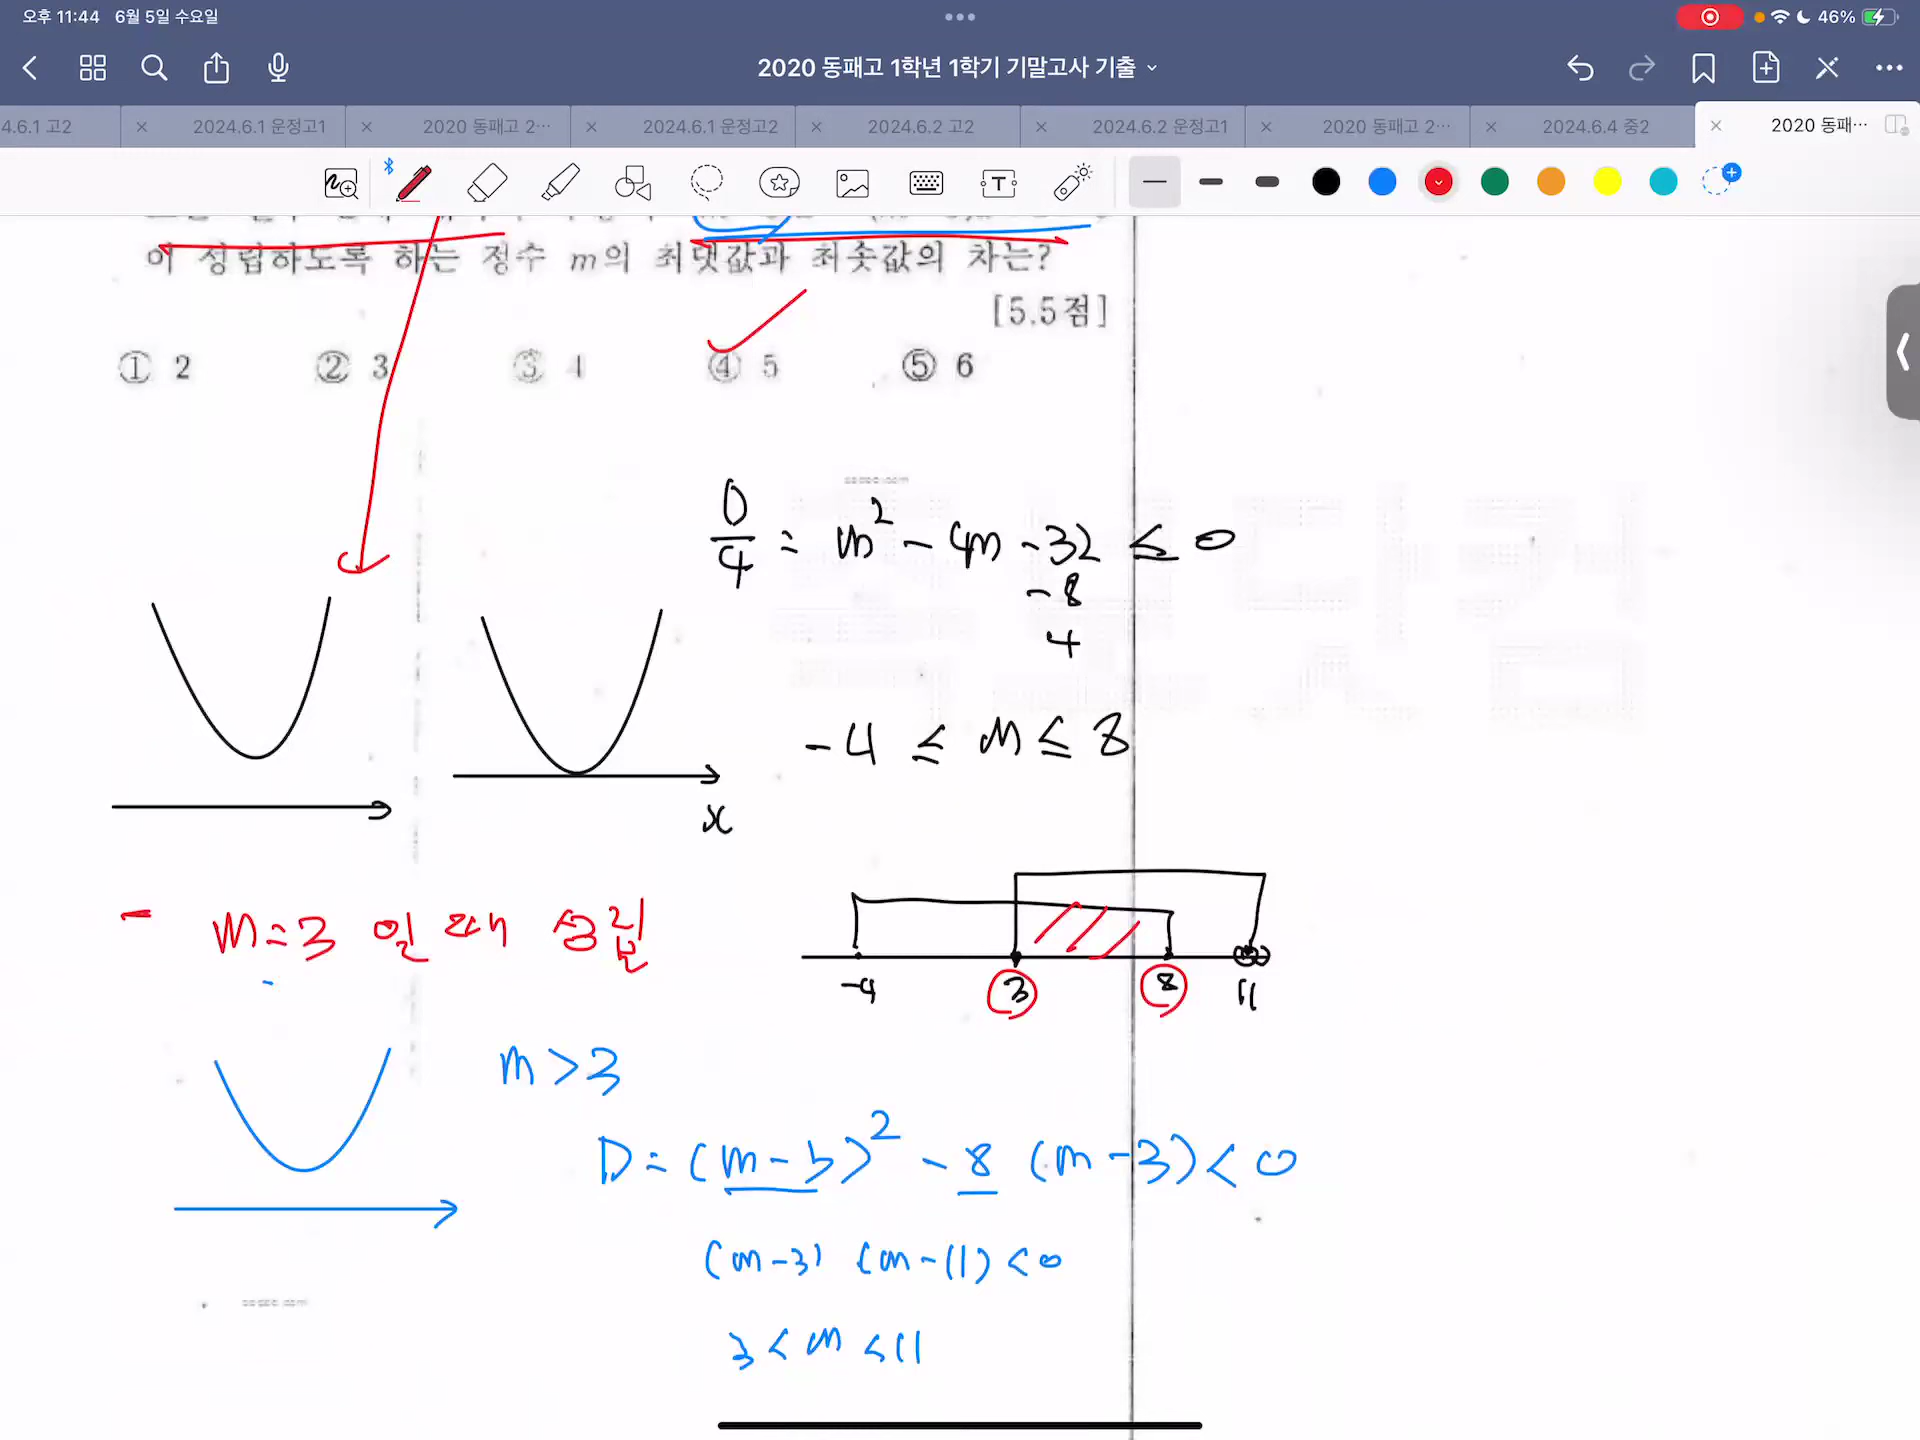 오후 11:44 6월 5일 수요일
46%
2020 동패고 1학년 1학기 기말고사 기출
4.6.1 고2
2024.6.1 운정고1
2020 동패고 2…
2024.6.1 운정고2
2024.6.2 고2
2024.6.2 운정고1
2020 동패고 2…
2024.6.4 중2
2020 동패…
이 성립하도록 하는 정수 m의 최댓값과 최솟값의 차는?
[5.5점]
① 2 ② 3 ③ 4 ④ 5 ⑤ 6
D/4 = m² - 4m - 32 ≤ 0
-8
4
-4 ≤ m ≤ 8
x
- m=3 일 때 성립
-4 3 8 11
m > 3
D = (m-5)² - 8 (m-3) < 0
(m-3) (m-11) < 0
3 < m < 11